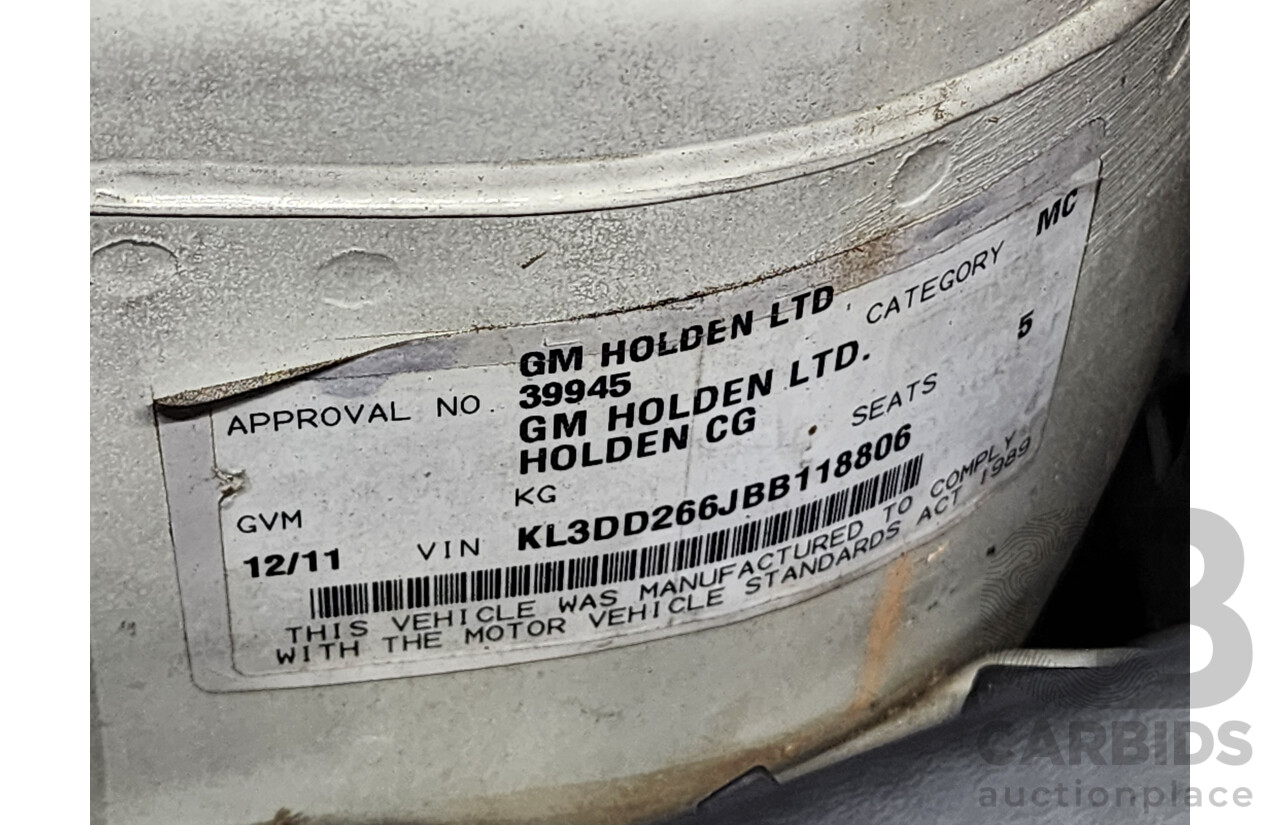 GM HOLDEN LTD CATEGORY MC
APPROVAL NO. 39945
GM HOLDEN LTD. 5
HOLDEN CG SEATS
GVM KG
12/11 VIN KL3DD266JBB118806
THIS VEHICLE WAS MANUFACTURED TO COMPLY
WITH THE MOTOR VEHICLE STANDARDS ACT 1989
CARBIDS
auctionplace